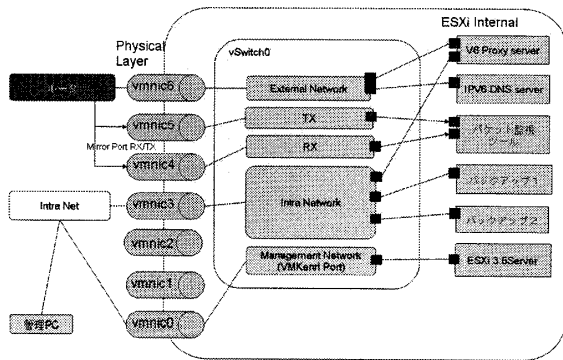 ESXi Internal
Physical
Layer
vSwitch0
vmnic6
External Network
V6 Proxy server
ルータ
IPV6 DNS server
vmnic5
TX
パケット監視
ツール
Mirror Port RX/TX
vmnic4
RX
バックアップ1
Intra Net
vmnic3
Intra Network
バックアップ2
vmnic2
Management Network
(VMKernl Port)
ESXi 3.5Server
vmnic1
管理PC
vmnic0